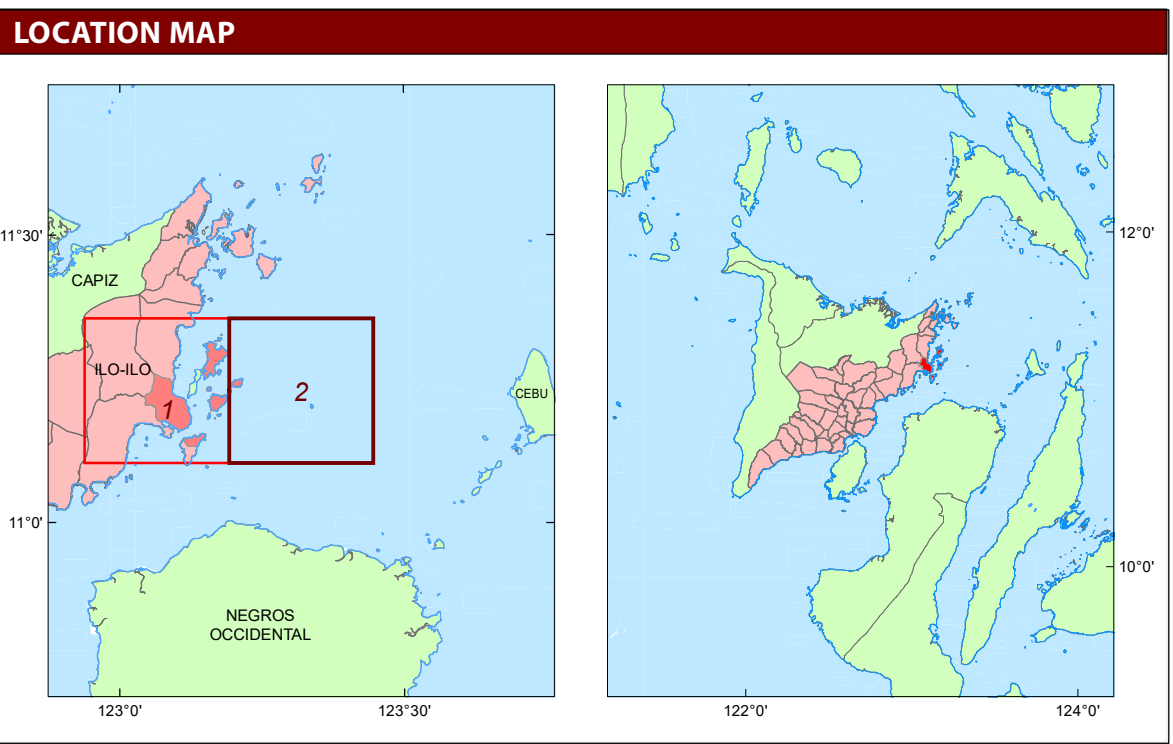 LOCATION MAP
11°30'
CAPIZ
ILO-ILO
1
2
CEBU
11°0'
NEGROS
OCCIDENTAL
123°0'
123°30'
12°0'
10°0'
122°0'
124°0'